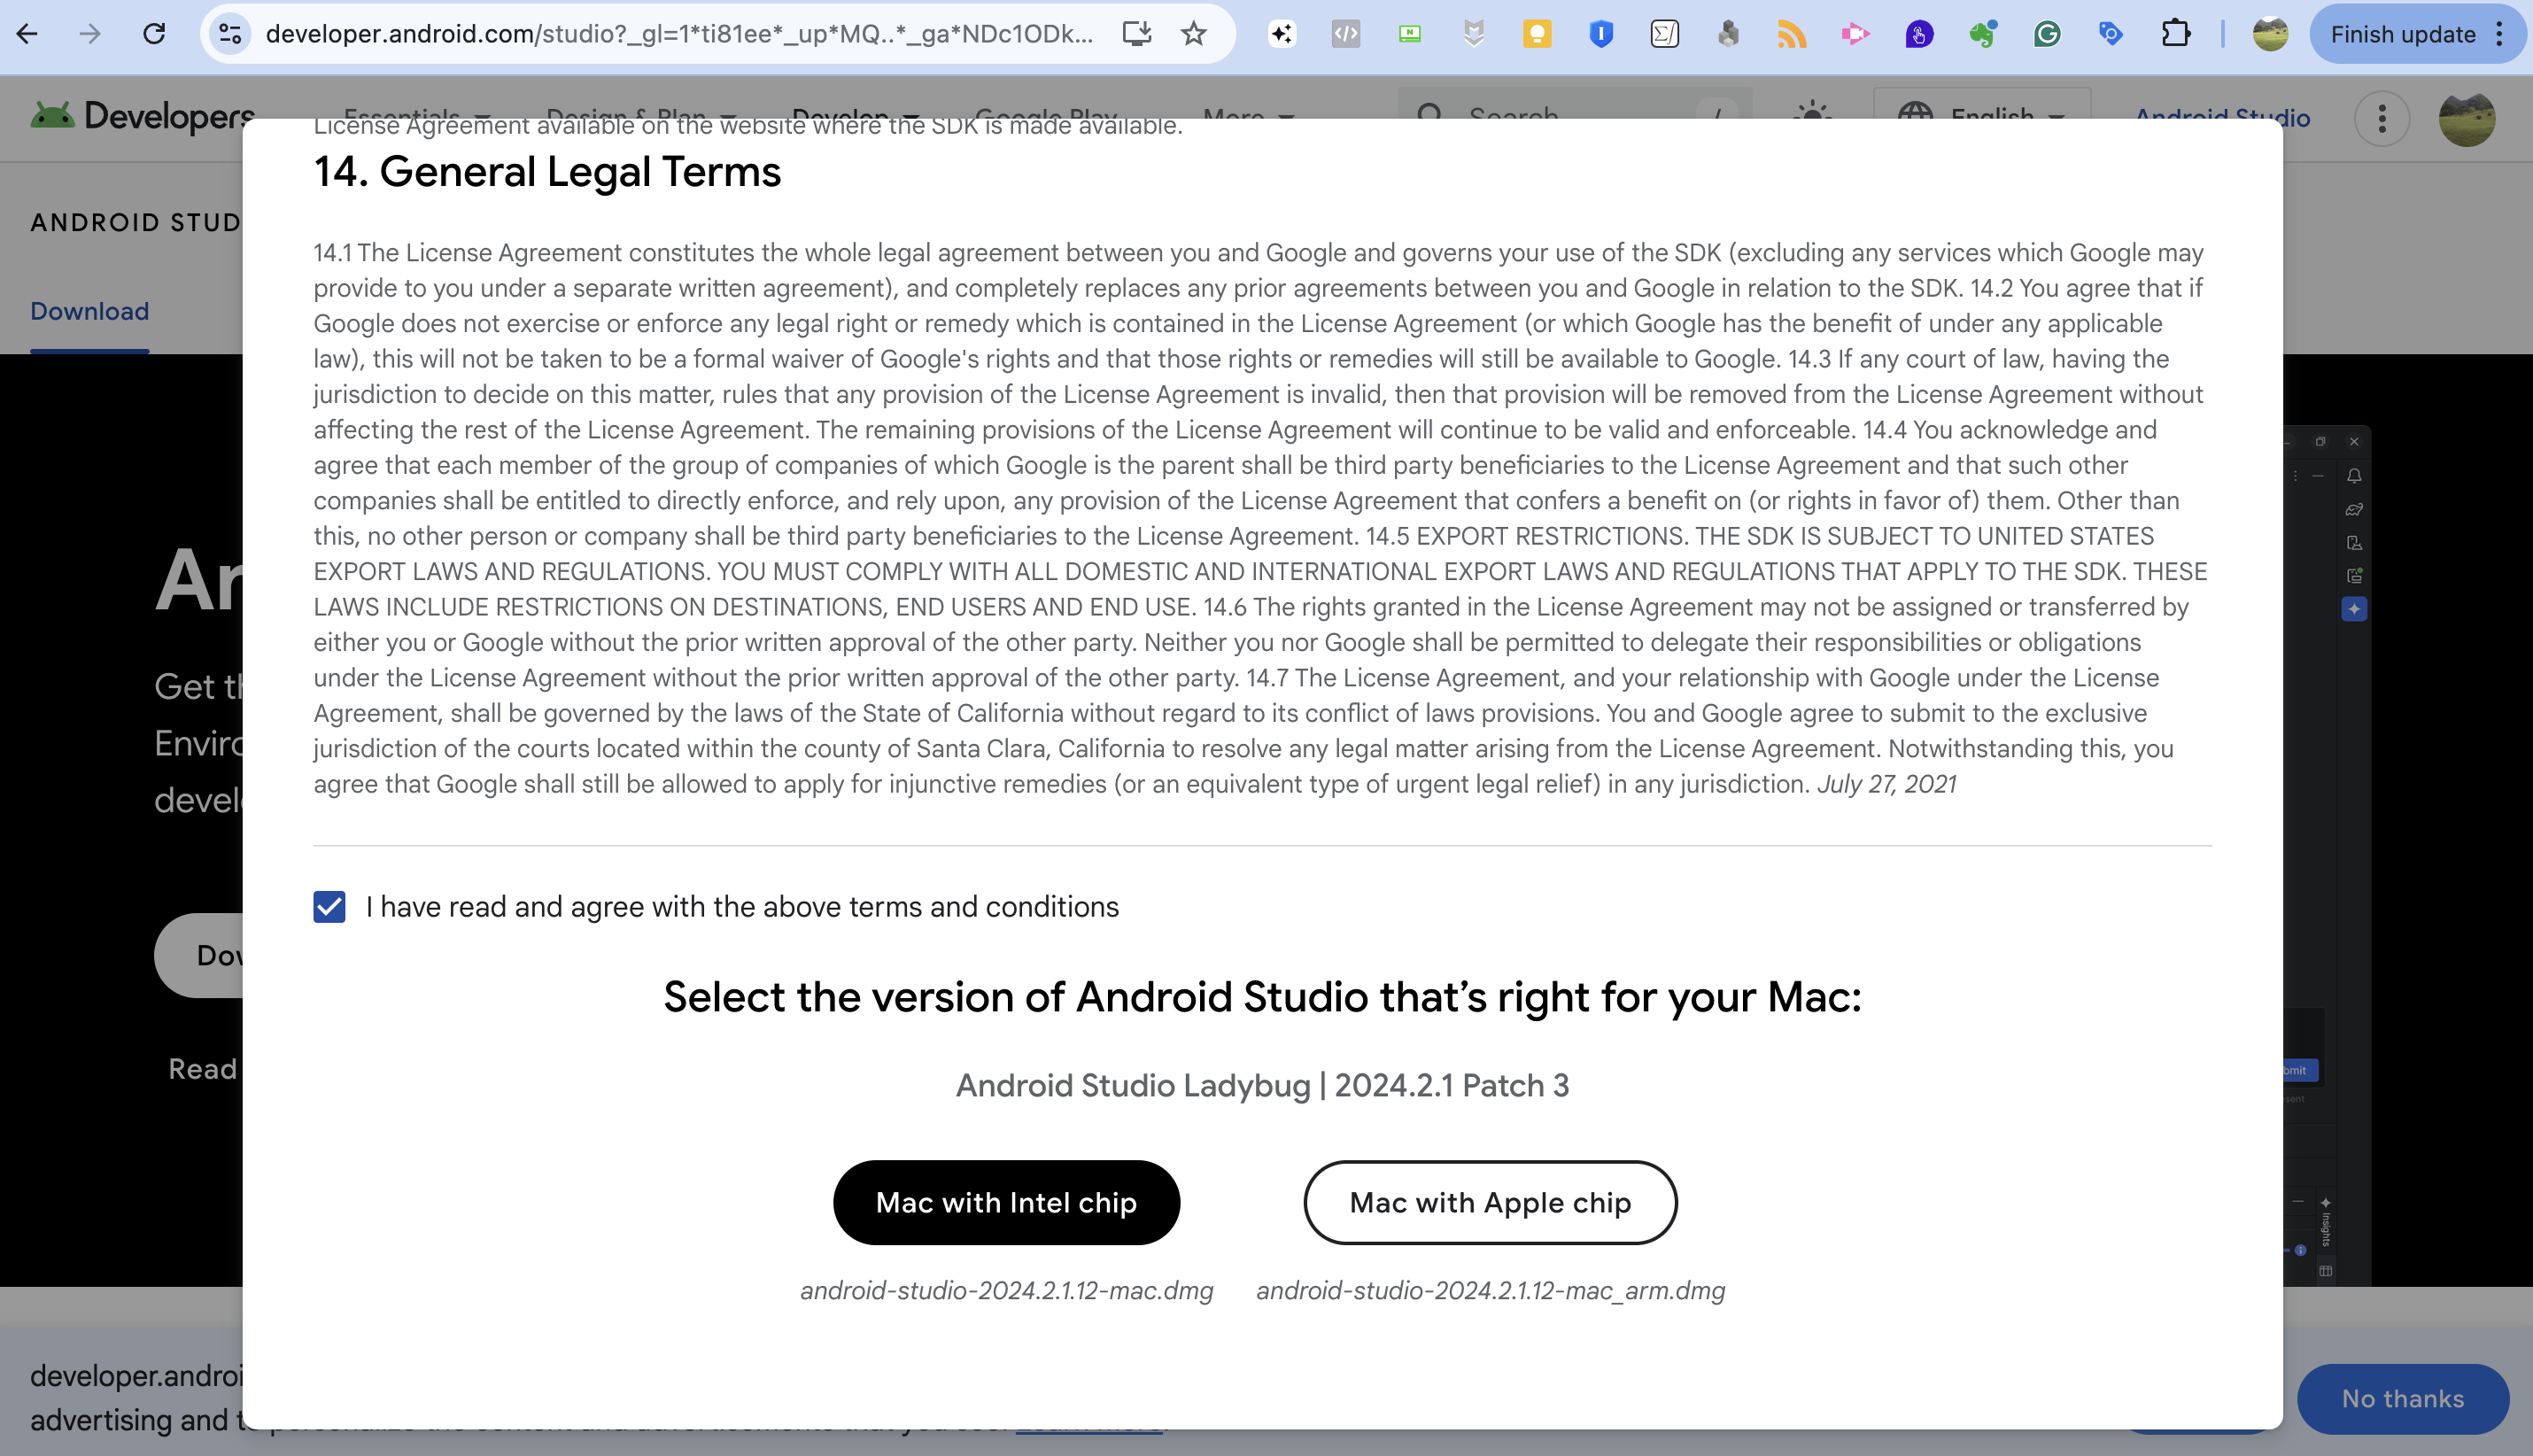 developer.android.com/studio?_gl=1*ti81ee*_up*MQ..*_ga*NDc1ODk...
Finish update
Developers
Essentials
Design & Plan
Develop
Google Play
More
Search
/
English
Android Studio
License Agreement available on the website where the SDK is made available.
14. General Legal Terms
ANDROID STUD
Download
14.1 The License Agreement constitutes the whole legal agreement between you and Google and governs your use of the SDK (excluding any services which Google may
provide to you under a separate written agreement), and completely replaces any prior agreements between you and Google in relation to the SDK. 14.2 You agree that if
Google does not exercise or enforce any legal right or remedy which is contained in the License Agreement (or which Google has the benefit of under any applicable
law), this will not be taken to be a formal waiver of Google's rights and that those rights or remedies will still be available to Google. 14.3 If any court of law, having the
jurisdiction to decide on this matter, rules that any provision of the License Agreement is invalid, then that provision will be removed from the License Agreement without
affecting the rest of the License Agreement. The remaining provisions of the License Agreement will continue to be valid and enforceable. 14.4 You acknowledge and
agree that each member of the group of companies of which Google is the parent shall be third party beneficiaries to the License Agreement and that such other
companies shall be entitled to directly enforce, and rely upon, any provision of the License Agreement that confers a benefit on (or rights in favor of) them. Other than
this, no other person or company shall be third party beneficiaries to the License Agreement. 14.5 EXPORT RESTRICTIONS. THE SDK IS SUBJECT TO UNITED STATES
EXPORT LAWS AND REGULATIONS. YOU MUST COMPLY WITH ALL DOMESTIC AND INTERNATIONAL EXPORT LAWS AND REGULATIONS THAT APPLY TO THE SDK. THESE
LAWS INCLUDE RESTRICTIONS ON DESTINATIONS, END USERS AND END USE. 14.6 The rights granted in the License Agreement may not be assigned or transferred by
either you or Google without the prior written approval of the other party. Neither you nor Google shall be permitted to delegate their responsibilities or obligations
under the License Agreement without the prior written approval of the other party. 14.7 The License Agreement, and your relationship with Google under the License
Agreement, shall be governed by the laws of the State of California without regard to its conflict of laws provisions. You and Google agree to submit to the exclusive
jurisdiction of the courts located within the county of Santa Clara, California to resolve any legal matter arising from the License Agreement. Notwithstanding this, you
agree that Google shall still be allowed to apply for injunctive remedies (or an equivalent type of urgent legal relief) in any jurisdiction. July 27, 2021
An
Get th
Enviro
devel
Dow
Read
I have read and agree with the above terms and conditions
Select the version of Android Studio that's right for your Mac:
Android Studio Ladybug | 2024.2.1 Patch 3
Mac with Intel chip
Mac with Apple chip
android-studio-2024.2.1.12-mac.dmg
android-studio-2024.2.1.12-mac_arm.dmg
bmit
Insights
developer.androi
advertising and t
No thanks